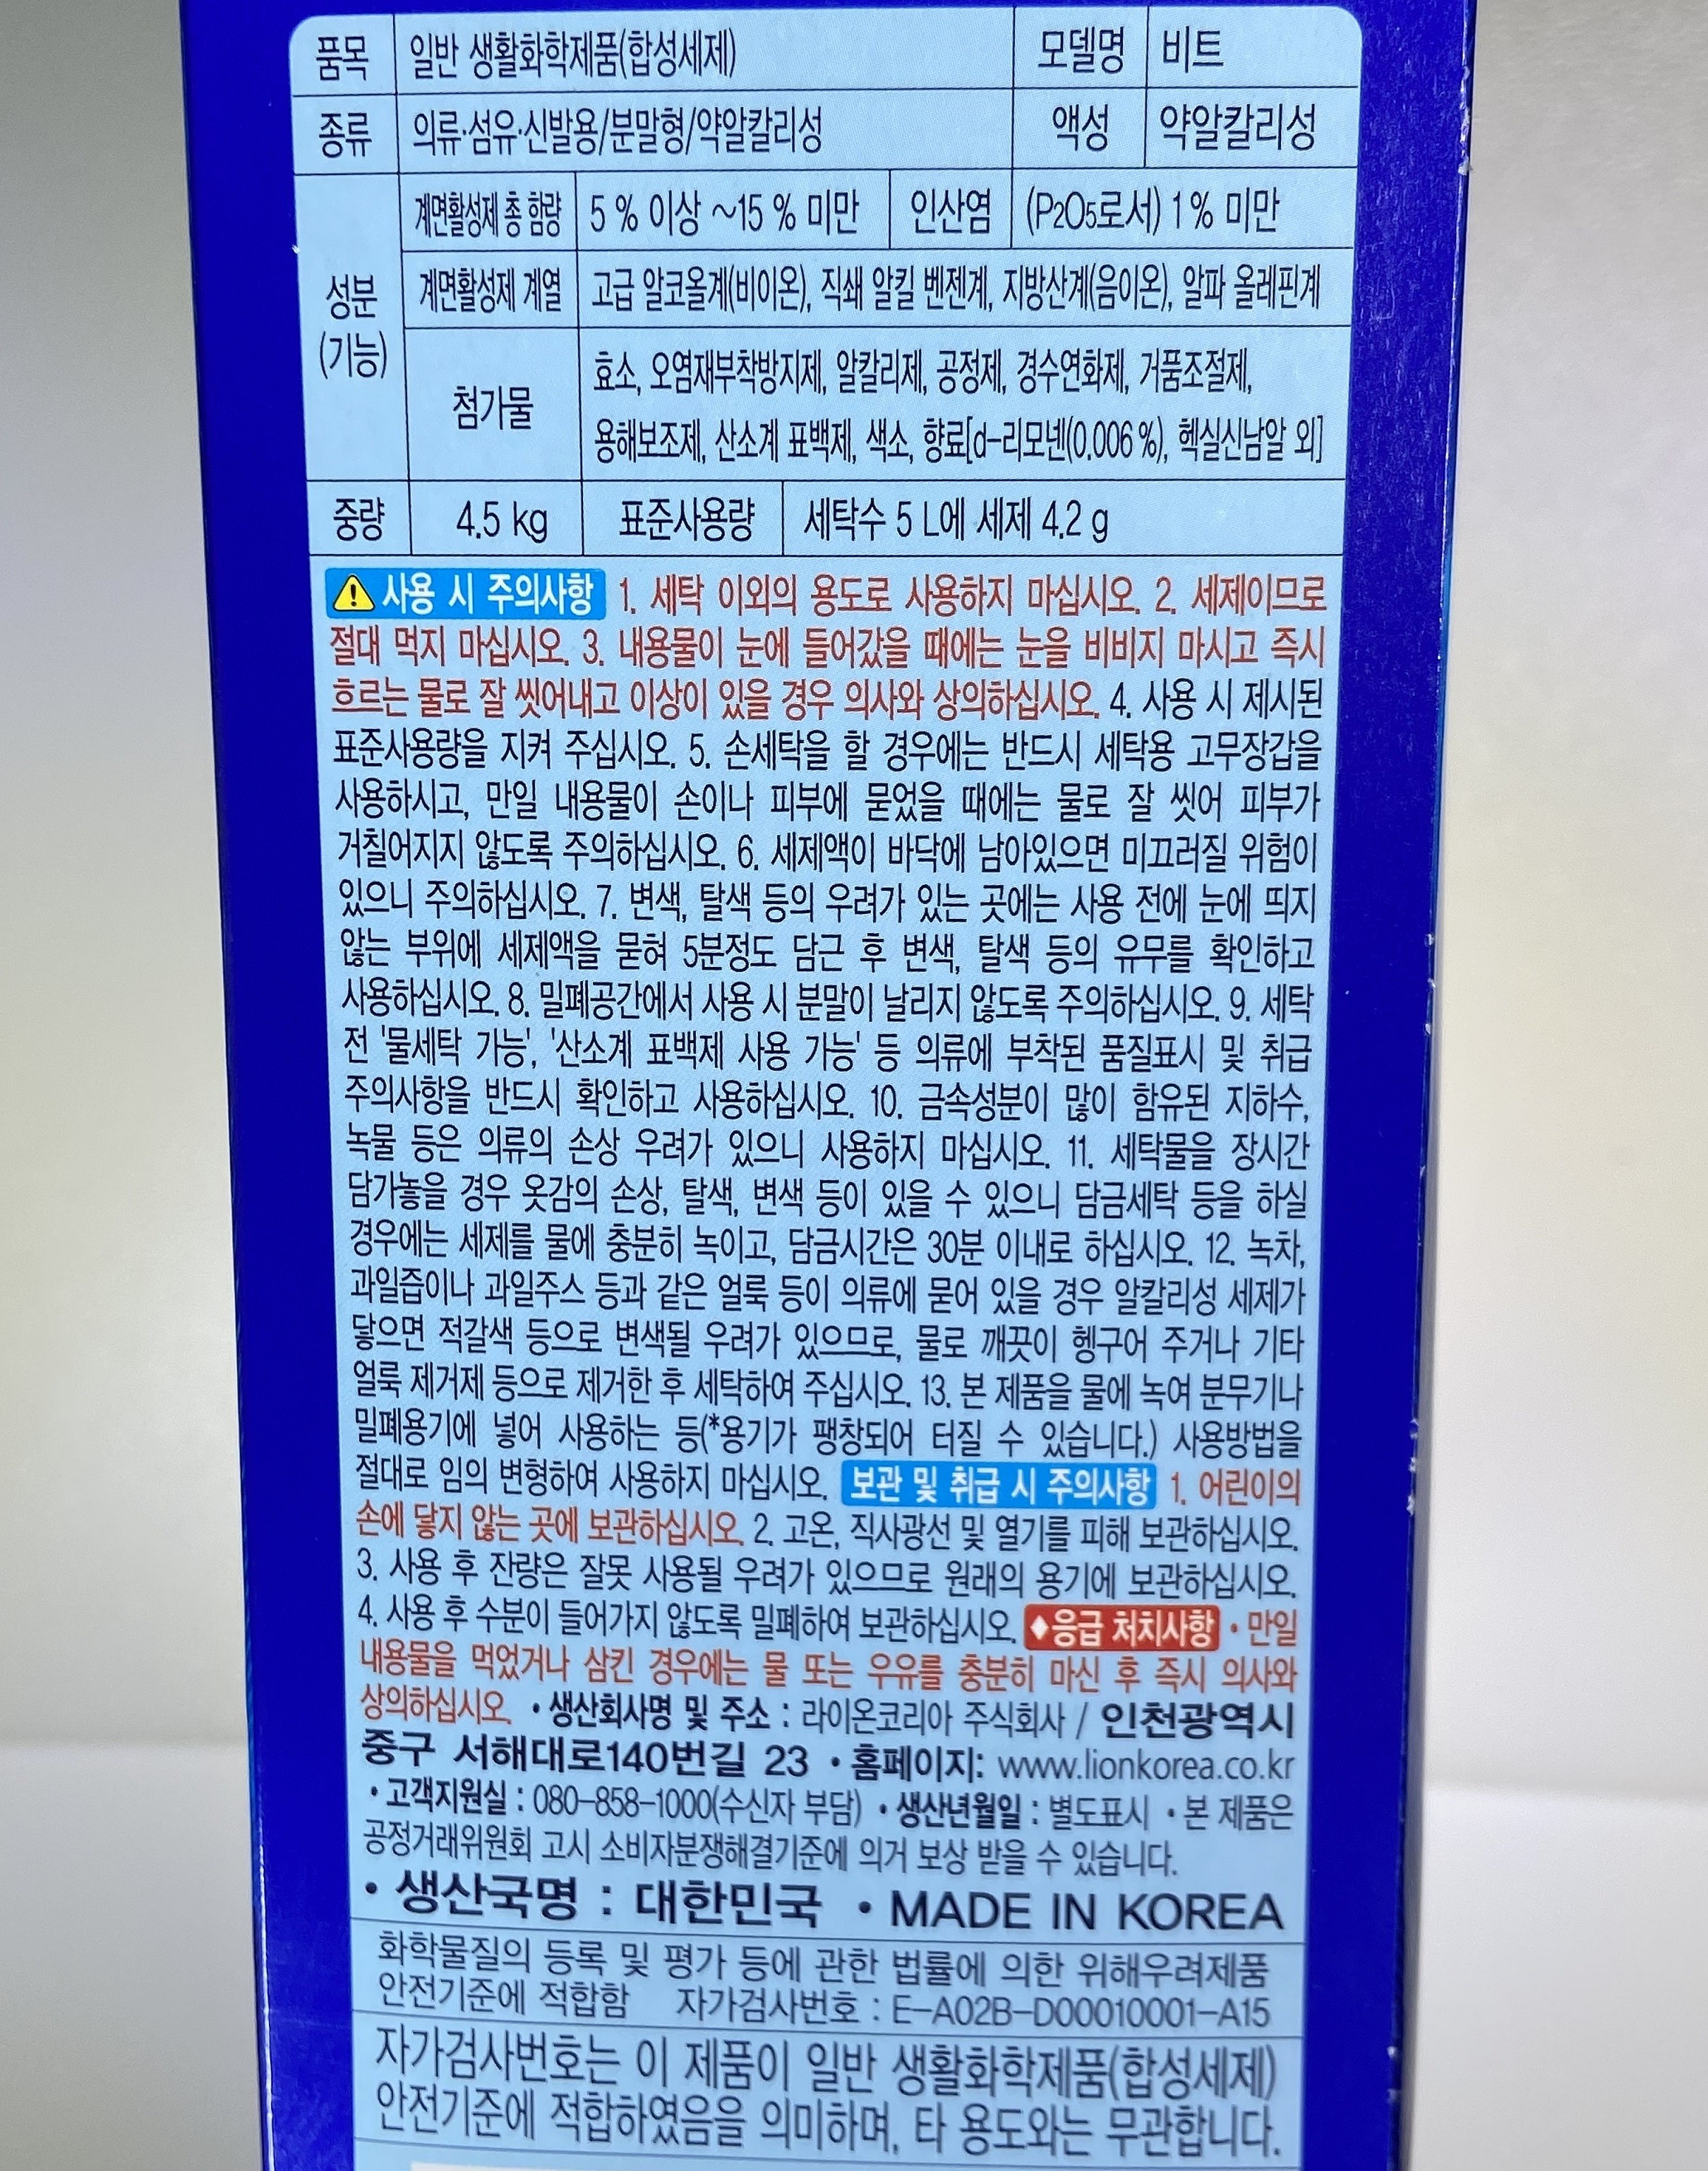 품목 일반 생활화학제품(합성세제) 모델명 비트
종류 의류·섬유·신발용/분말형/약알칼리성 액성 약알칼리성
성분
(기능)
계면활성제 총 함량 5 % 이상 ~15 % 미만 인산염 (P2O5로서) 1 % 미만
계면활성제 계열 고급 알코올계(비이온), 직쇄 알킬 벤젠계, 지방산계(음이온), 알파 올레핀계
첨가물
효소, 오염재부착방지제, 알칼리제, 공정제, 경수연화제, 거품조절제,
용해보조제, 산소계 표백제, 색소, 향료[d-리모넨(0.006 %), 헥실신남알 외]
중량 4.5 kg 표준사용량 세탁수 5 L에 세제 4.2 g
사용 시 주의사항 1. 세탁 이외의 용도로 사용하지 마십시오. 2. 세제이므로
절대 먹지 마십시오. 3. 내용물이 눈에 들어갔을 때에는 눈을 비비지 마시고 즉시
흐르는 물로 잘 씻어내고 이상이 있을 경우 의사와 상의하십시오. 4. 사용 시 제시된
표준사용량을 지켜 주십시오. 5. 손세탁을 할 경우에는 반드시 세탁용 고무장갑을
사용하시고, 만일 내용물이 손이나 피부에 묻었을 때에는 물로 잘 씻어 피부가
거칠어지지 않도록 주의하십시오. 6. 세제액이 바닥에 남아있으면 미끄러질 위험이
있으니 주의하십시오. 7. 변색, 탈색 등의 우려가 있는 곳에는 사용 전에 눈에 띄지
않는 부위에 세제액을 묻혀 5분정도 담근 후 변색, 탈색 등의 유무를 확인하고
사용하십시오. 8. 밀폐공간에서 사용 시 분말이 날리지 않도록 주의하십시오. 9. 세탁
전 '물세탁 가능', '산소계 표백제 사용 가능' 등 의류에 부착된 품질표시 및 취급
주의사항을 반드시 확인하고 사용하십시오. 10. 금속성분이 많이 함유된 지하수,
녹물 등은 의류의 손상 우려가 있으니 사용하지 마십시오. 11. 세탁물을 장시간
담가놓을 경우 옷감의 손상, 탈색, 변색 등이 있을 수 있으니 담금세탁 등을 하실
경우에는 세제를 물에 충분히 녹이고, 담금시간은 30분 이내로 하십시오. 12. 녹차,
과일즙이나 과일주스 등과 같은 얼룩 등이 의류에 묻어 있을 경우 알칼리성 세제가
닿으면 적갈색 등으로 변색될 우려가 있으므로, 물로 깨끗이 헹구어 주거나 기타
얼룩 제거제 등으로 제거한 후 세탁하여 주십시오. 13. 본 제품을 물에 녹여 분무기나
밀폐용기에 넣어 사용하는 등(*용기가 팽창되어 터질 수 있습니다.) 사용방법을
절대로 임의 변형하여 사용하지 마십시오. 보관 및 취급 시 주의사항 1. 어린이의
손에 닿지 않는 곳에 보관하십시오. 2. 고온, 직사광선 및 열기를 피해 보관하십시오.
3. 사용 후 잔량은 잘못 사용될 우려가 있으므로 원래의 용기에 보관하십시오.
4. 사용 후 수분이 들어가지 않도록 밀폐하여 보관하십시오. ♦응급 처치사항 • 만일
내용물을 먹었거나 삼킨 경우에는 물 또는 우유를 충분히 마신 후 즉시 의사와
상의하십시오. • 생산회사명 및 주소 : 라이온코리아 주식회사 / 인천광역시
중구 서해대로140번길 23 • 홈페이지: www.lionkorea.co.kr
• 고객지원실 : 080-858-1000(수신자 부담) • 생산년월일 : 별도표시 • 본 제품은
공정거래위원회 고시 소비자분쟁해결기준에 의거 보상 받을 수 있습니다.
• 생산국명 : 대한민국 • MADE IN KOREA
화학물질의 등록 및 평가 등에 관한 법률에 의한 위해우려제품
안전기준에 적합함 자가검사번호 : E-A02B-D00010001-A15
자가검사번호는 이 제품이 일반 생활화학제품(합성세제)
안전기준에 적합하였음을 의미하며, 타 용도와는 무관합니다.